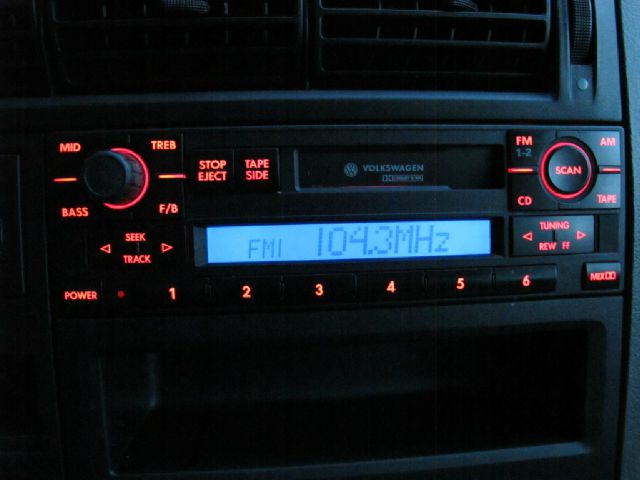 MID TREB
BASS F/B
STOP EJECT
TAPE SIDE
VOLKSWAGEN
FM 1-2 AM
SCAN
CD TAPE
SEEK
TRACK
FM1 104.3MHz
TUNING
REW FF
POWER 1 2 3 4 5 6 MIX